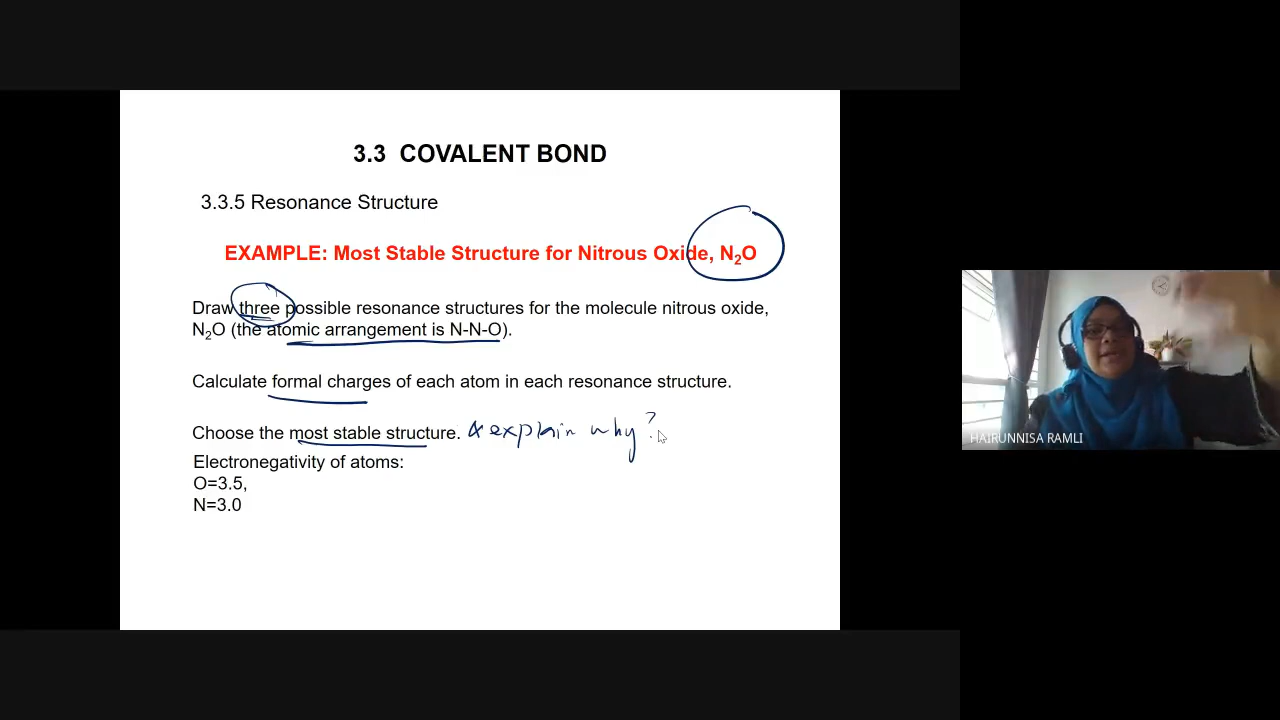 3.3 COVALENT BOND
3.3.5 Resonance Structure
EXAMPLE: Most Stable Structure for Nitrous Oxide, N₂O
Draw three possible resonance structures for the molecule nitrous oxide,
N₂O (the atomic arrangement is N-N-O).
Calculate formal charges of each atom in each resonance structure.
Choose the most stable structure. & explain why?
Electronegativity of atoms:
O=3.5,
N=3.0
HAIRUNNISA RAMLI